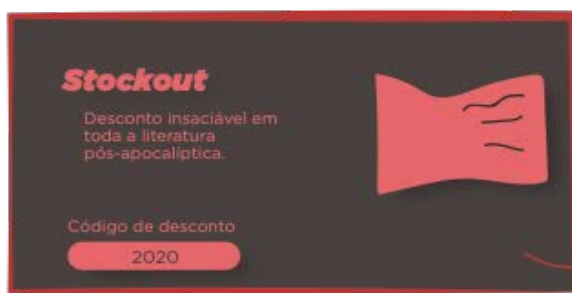 Stockout
Desconto insaciável em
toda a literatura
pós-apocalíptica.
Código de desconto
2020